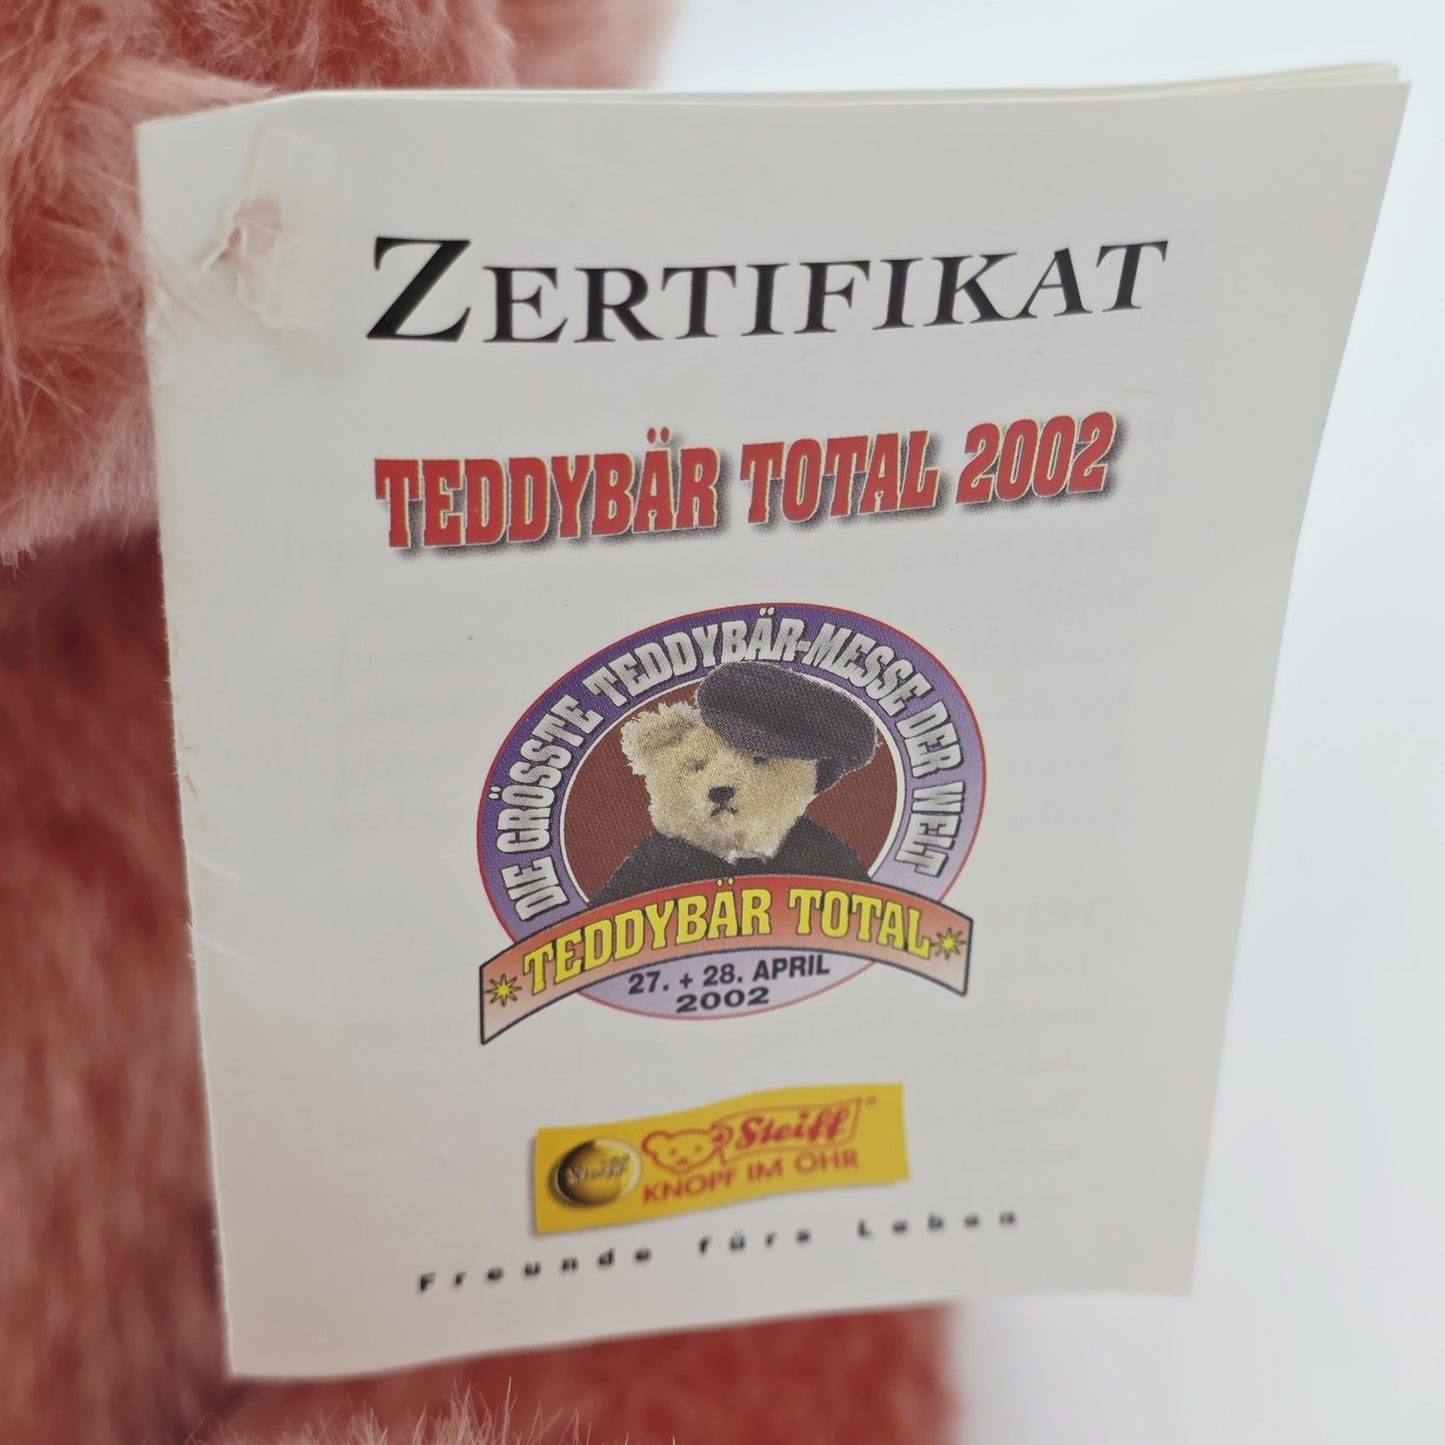 ZERTIFIKAT
TEDDYBÄR TOTAL 2002
DIE GRÖSSTE TEDDYBÄR-MESSE DER WELT
TEDDYBÄR TOTAL
27. + 28. APRIL
2002
Steiff
Steiff®
KNOPF IM OHR
Freunde fürs Leben